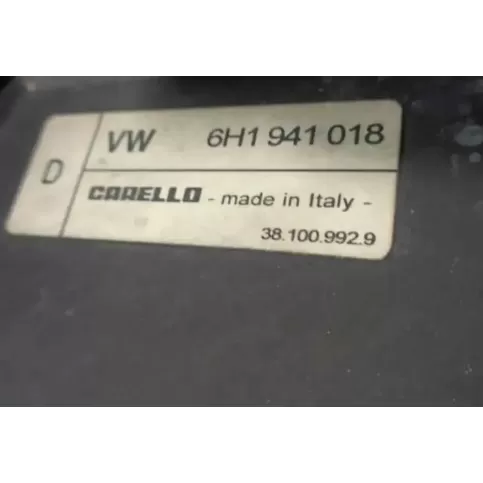 D
VW 6H1 941 018
CARELLO - made in Italy -
38.100.992.9